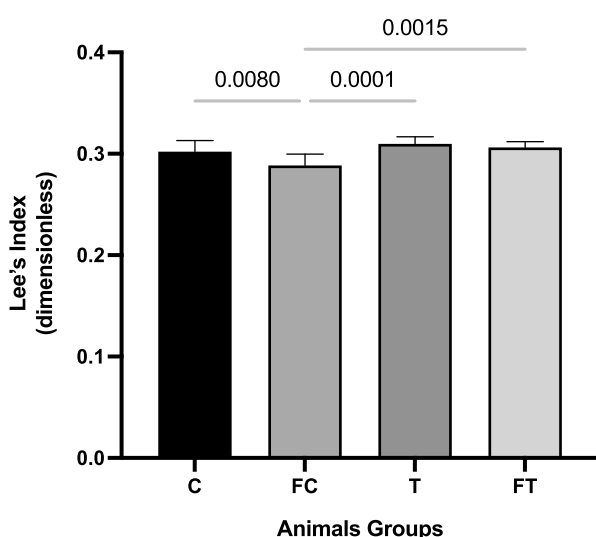 0.0015
0.4
0.0080 0.0001
0.3
0.2
0.1
0.0
Lee’s Index
(dimensionless)
C FC T FT
Animals Groups